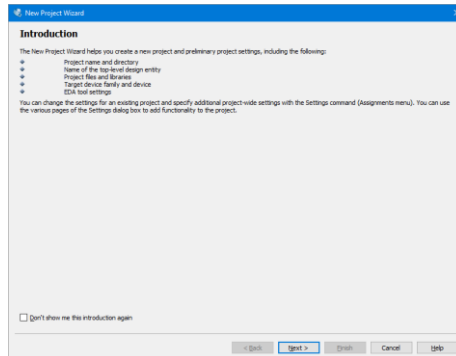 New Project Wizard
Introduction
The New Project Wizard helps you create a new project and preliminary project settings, including the following:
Project name and directory
Name of the top-level design entity
Project files and libraries
Target device family and device
EDA tool settings
You can change the settings for an existing project and specify additional project-wide settings with the Settings command (Assignments menu). You can use
the various pages of the Settings dialog box to add functionality to the project.
Don't show me this introduction again
< Back Next > Finish Cancel Help